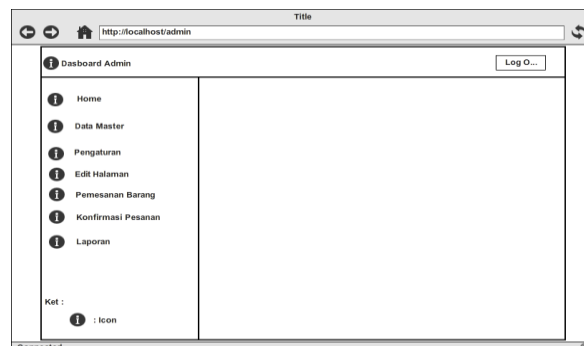 Title
http://localhost/admin
Dasboard Admin
Log O...
Home
Data Master
Pengaturan
Edit Halaman
Pemesanan Barang
Konfirmasi Pesanan
Laporan
Ket :
: Icon